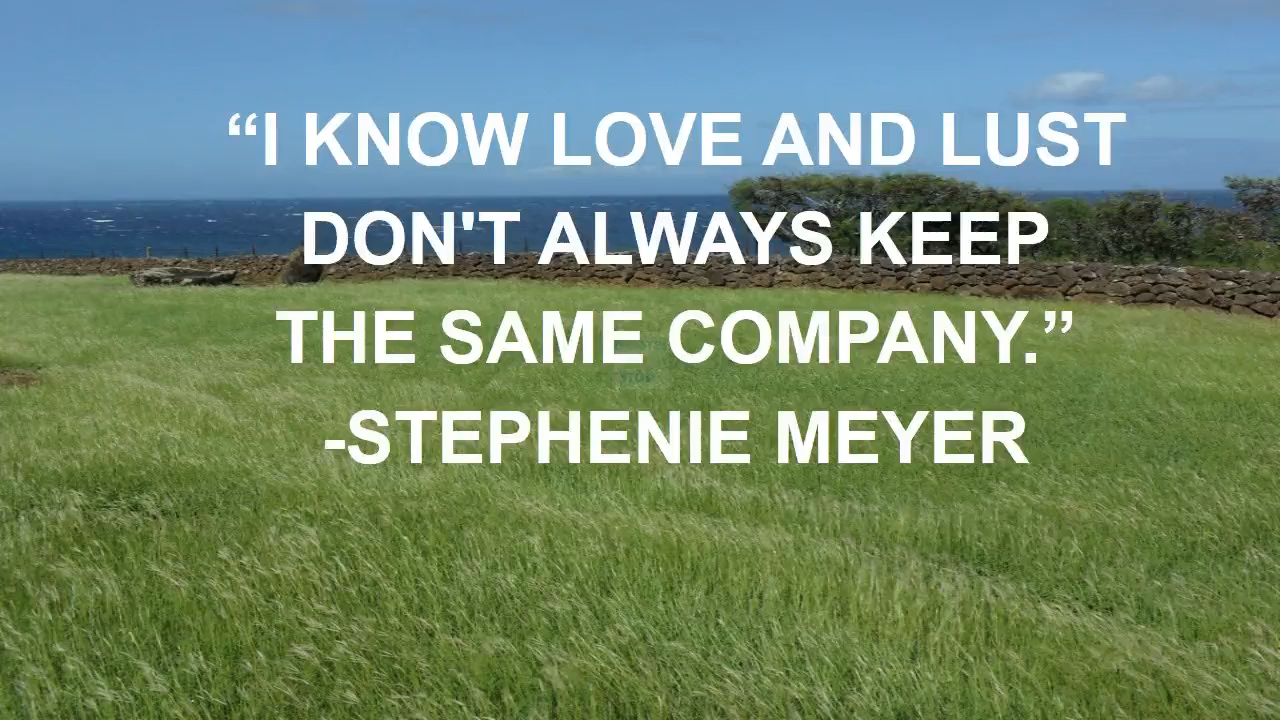 “I KNOW LOVE AND LUST
DON'T ALWAYS KEEP
THE SAME COMPANY.”
-STEPHENIE MEYER